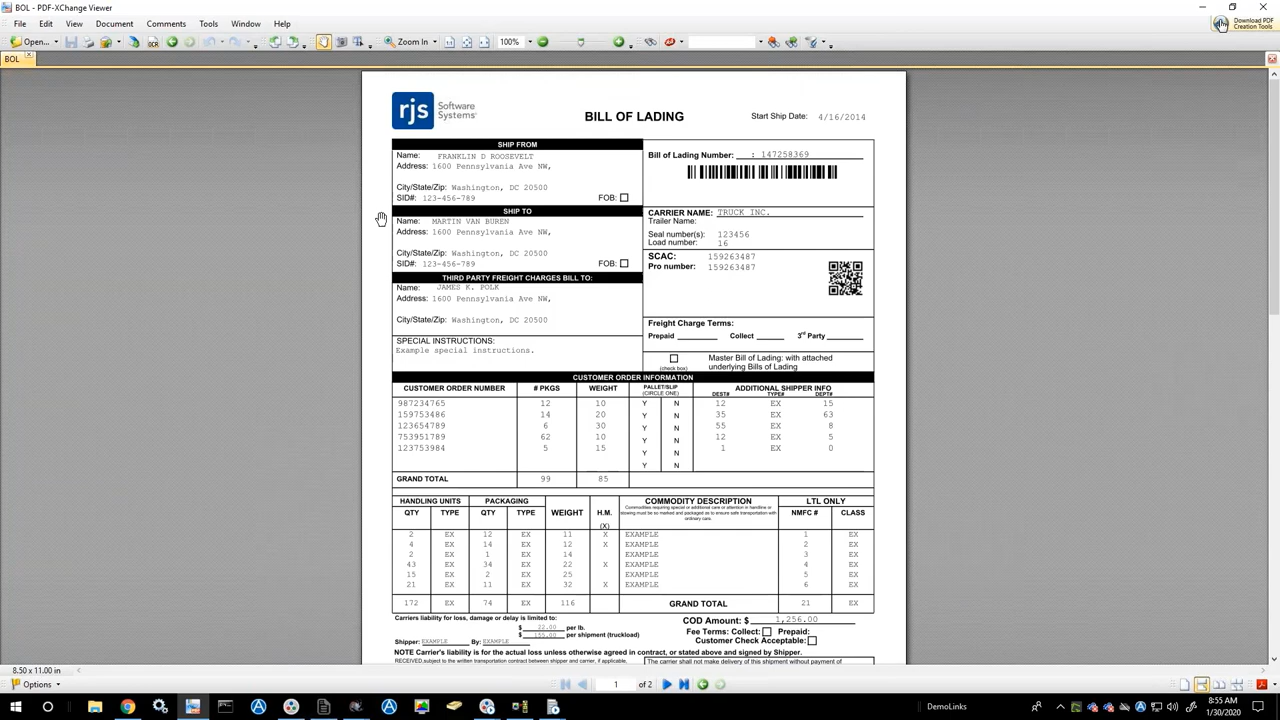 BOL - PDF-XChange Viewer
File Edit View Document Comments Tools Window Help
Download PDF
Creation Tools
Open... OCR Zoom In 100%
BOL
rjs Software
Systems
BILL OF LADING
Start Ship Date: 4/16/2014
SHIP FROM
Name: FRANKLIN D ROOSEVELT
Address: 1600 Pennsylvania Ave NW,
City/State/Zip: Washington, DC 20500
SID#: 123-456-789 FOB:
Bill of Lading Number: : 147258369
SHIP TO
Name: MARTIN VAN BUREN
Address: 1600 Pennsylvania Ave NW,
City/State/Zip: Washington, DC 20500
SID#: 123-456-789 FOB:
CARRIER NAME: TRUCK INC.
Trailer Name:
Seal number(s): 123456
Load number: 16
SCAC: 159263487
Pro number: 159263487
THIRD PARTY FREIGHT CHARGES BILL TO:
Name: JAMES K. POLK
Address: 1600 Pennsylvania Ave NW,
City/State/Zip: Washington, DC 20500
SPECIAL INSTRUCTIONS:
Example special instructions.
Freight Charge Terms:
Prepaid Collect 3rd Party
(check box)
Master Bill of Lading: with attached
underlying Bills of Lading
CUSTOMER ORDER INFORMATION
CUSTOMER ORDER NUMBER # PKGS WEIGHT PALLET/SLIP (CIRCLE ONE) ADDITIONAL SHIPPER INFO
DEST# TYPE# DEPT#
987234765 12 10 Y N 12 EX 15
159753486 14 20 Y N 35 EX 63
123654789 6 30 Y N 55 EX 8
753951789 62 10 Y N 12 EX 5
123753984 5 15 Y N 1 EX 0
Y N
GRAND TOTAL 99 85
HANDLING UNITS PACKAGING COMMODITY DESCRIPTION LTL ONLY
Commodities requiring special or additional care or attention in handling or
stowing must be so marked and packaged as to ensure safe transportation with
ordinary care.
QTY TYPE QTY TYPE WEIGHT H.M. (X) NMFC # CLASS
2 EX 12 EX 11 X EXAMPLE 1 EX
4 EX 14 EX 12 X EXAMPLE 2 EX
2 EX 1 EX 14 EXAMPLE 3 EX
43 EX 34 EX 22 X EXAMPLE 4 EX
15 EX 2 EX 25 EXAMPLE 5 EX
21 EX 11 EX 32 X EXAMPLE 6 EX
172 EX 74 EX 116 GRAND TOTAL 21 EX
Carriers liability for loss, damage or delay is limited to:
$ 22.00 per lb.
$ 155.00 per shipment (truckload)
Shipper: EXAMPLE By: EXAMPLE
COD Amount: $ 1,256.00
Fee Terms: Collect: Prepaid:
Customer Check Acceptable:
NOTE Carrier's liability is for the actual loss unless otherwise agreed in contract, or stated above and signed by Shipper.
RECEIVED,subject to the written transportation contract between shipper and carrier, if applicable,
The carrier shall not make delivery of this shipment without payment of
8.50 x 11.00 in
Options 1 of 2
DemoLinks
8:55 AM
1/30/2020